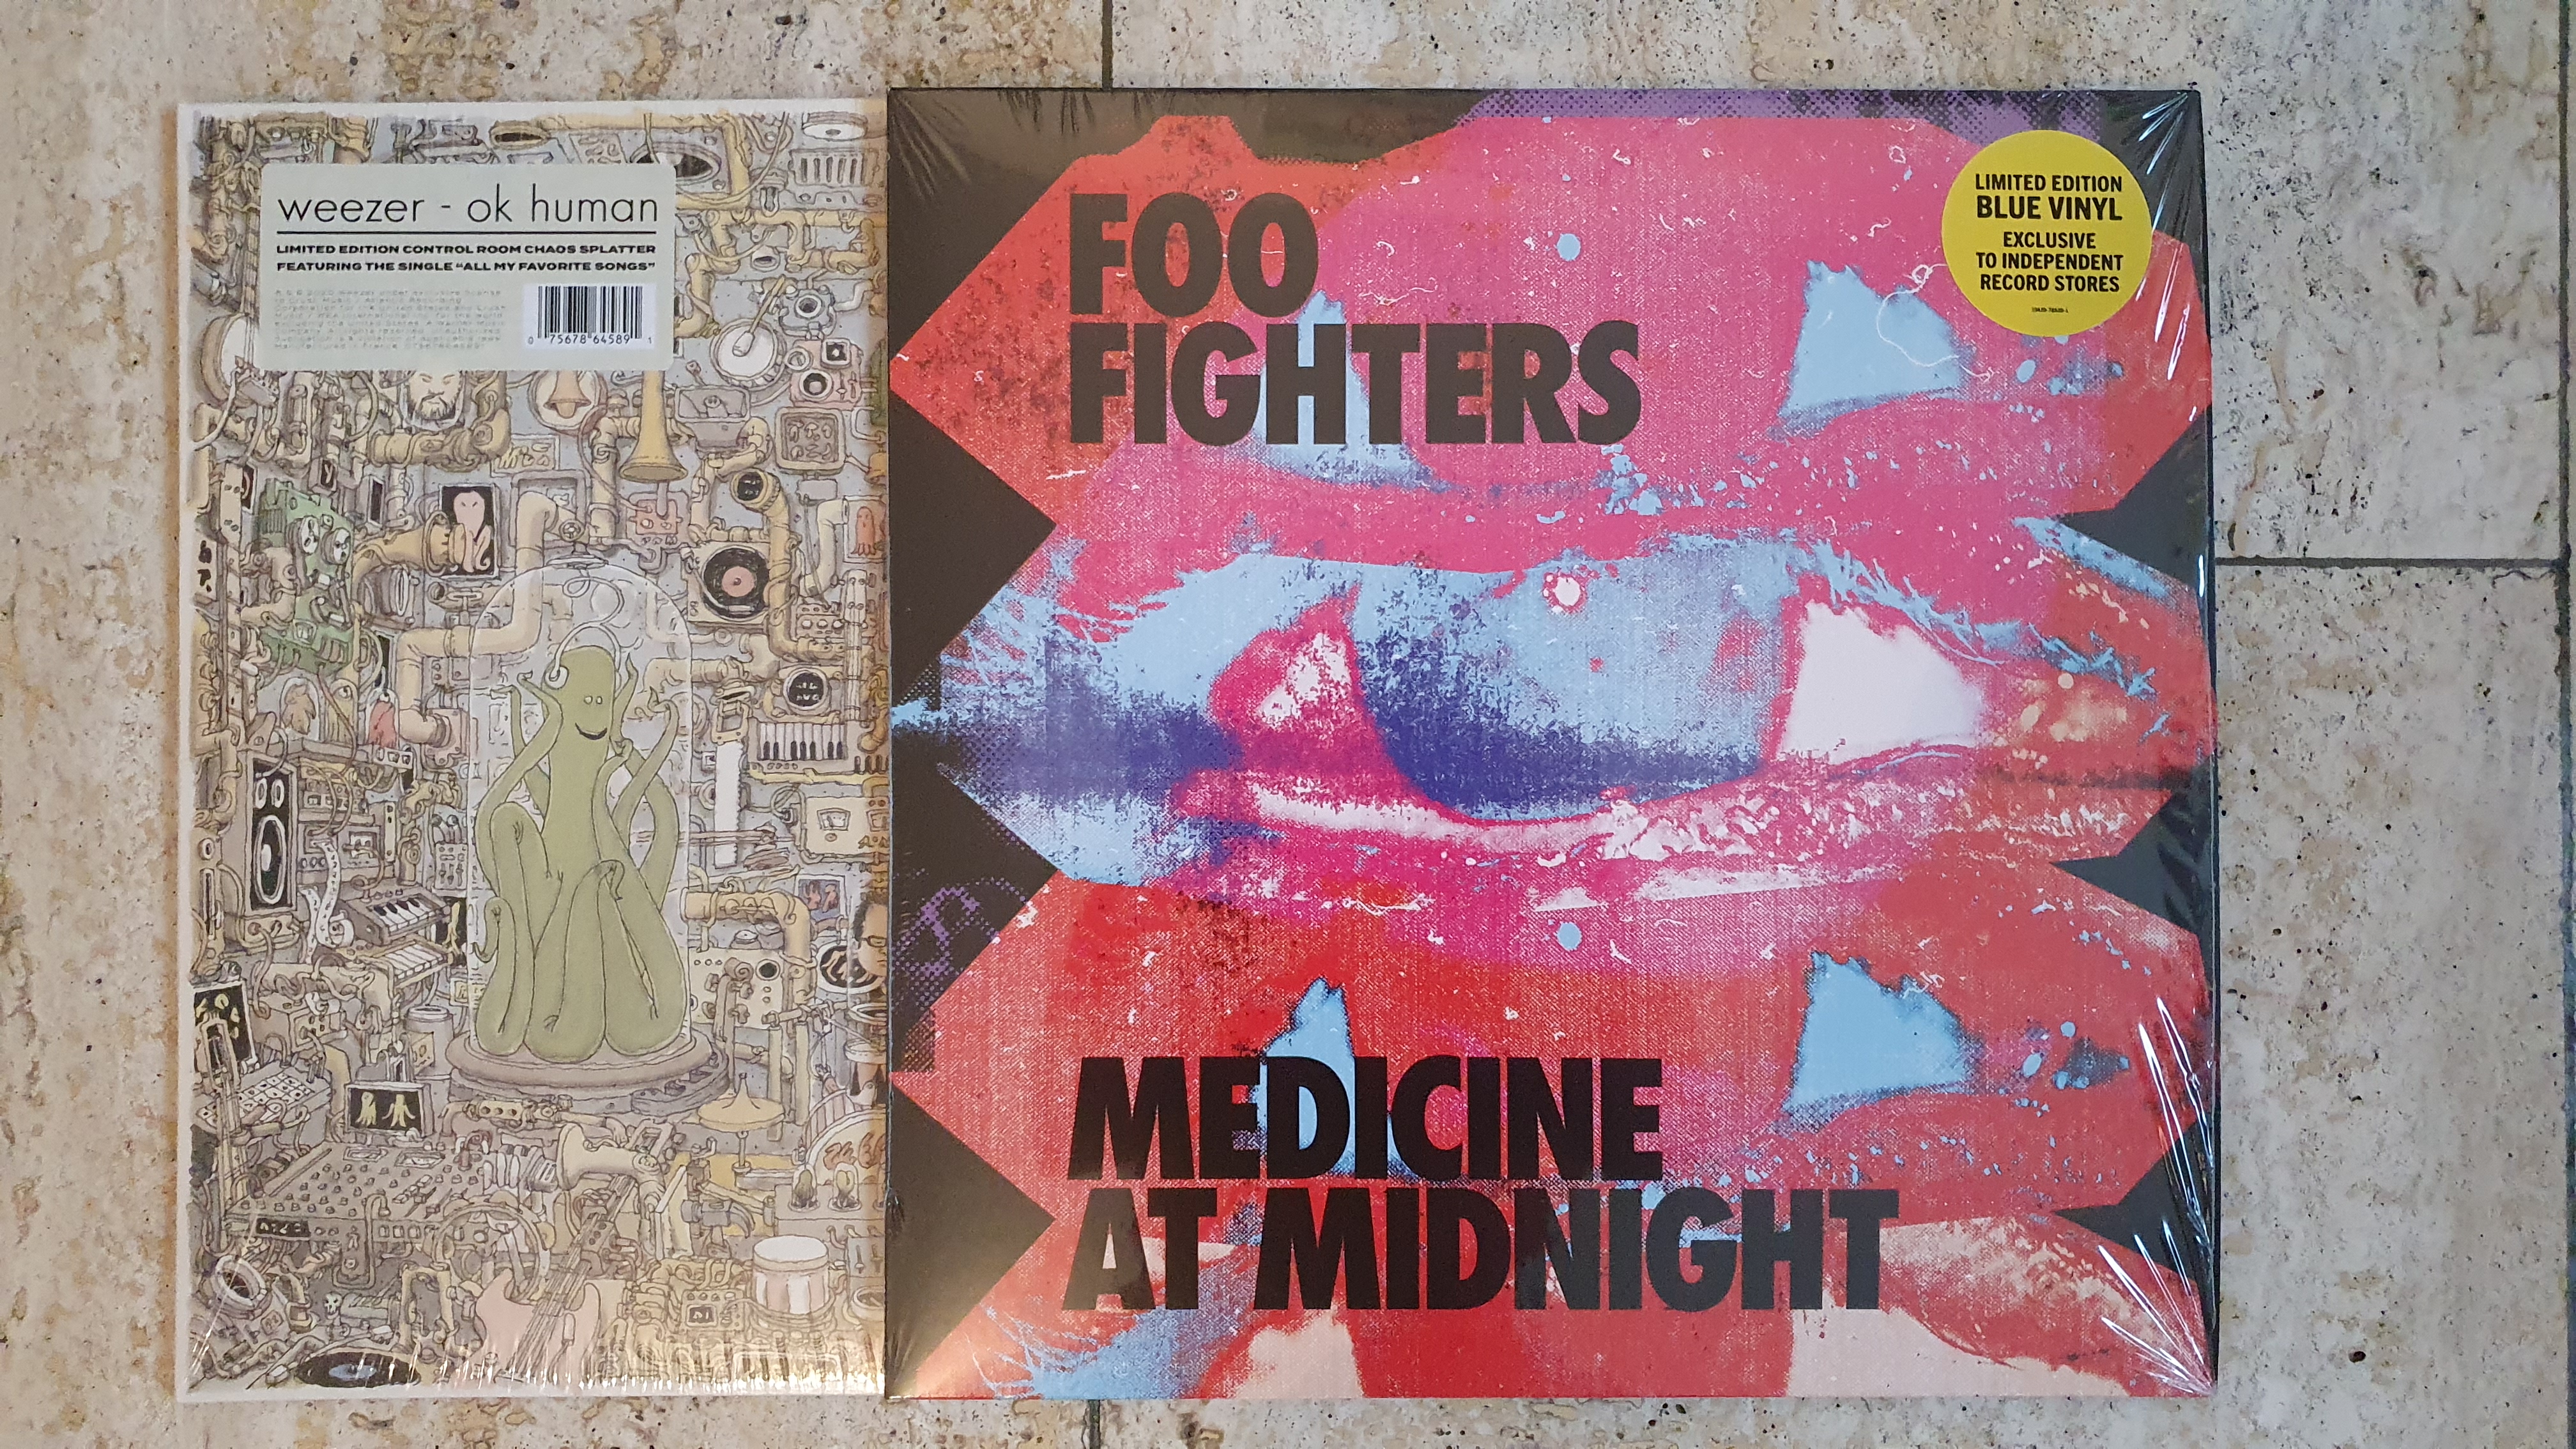 weezer - ok human
LIMITED EDITION CONTROL ROOM CHAOS SPLATTER
FEATURING THE SINGLE "ALL MY FAVORITE SONGS"
0 75678 64589 1
FOO
FIGHTERS
LIMITED EDITION
BLUE VINYL
EXCLUSIVE
TO INDEPENDENT
RECORD STORES
MEDICINE
AT MIDNIGHT